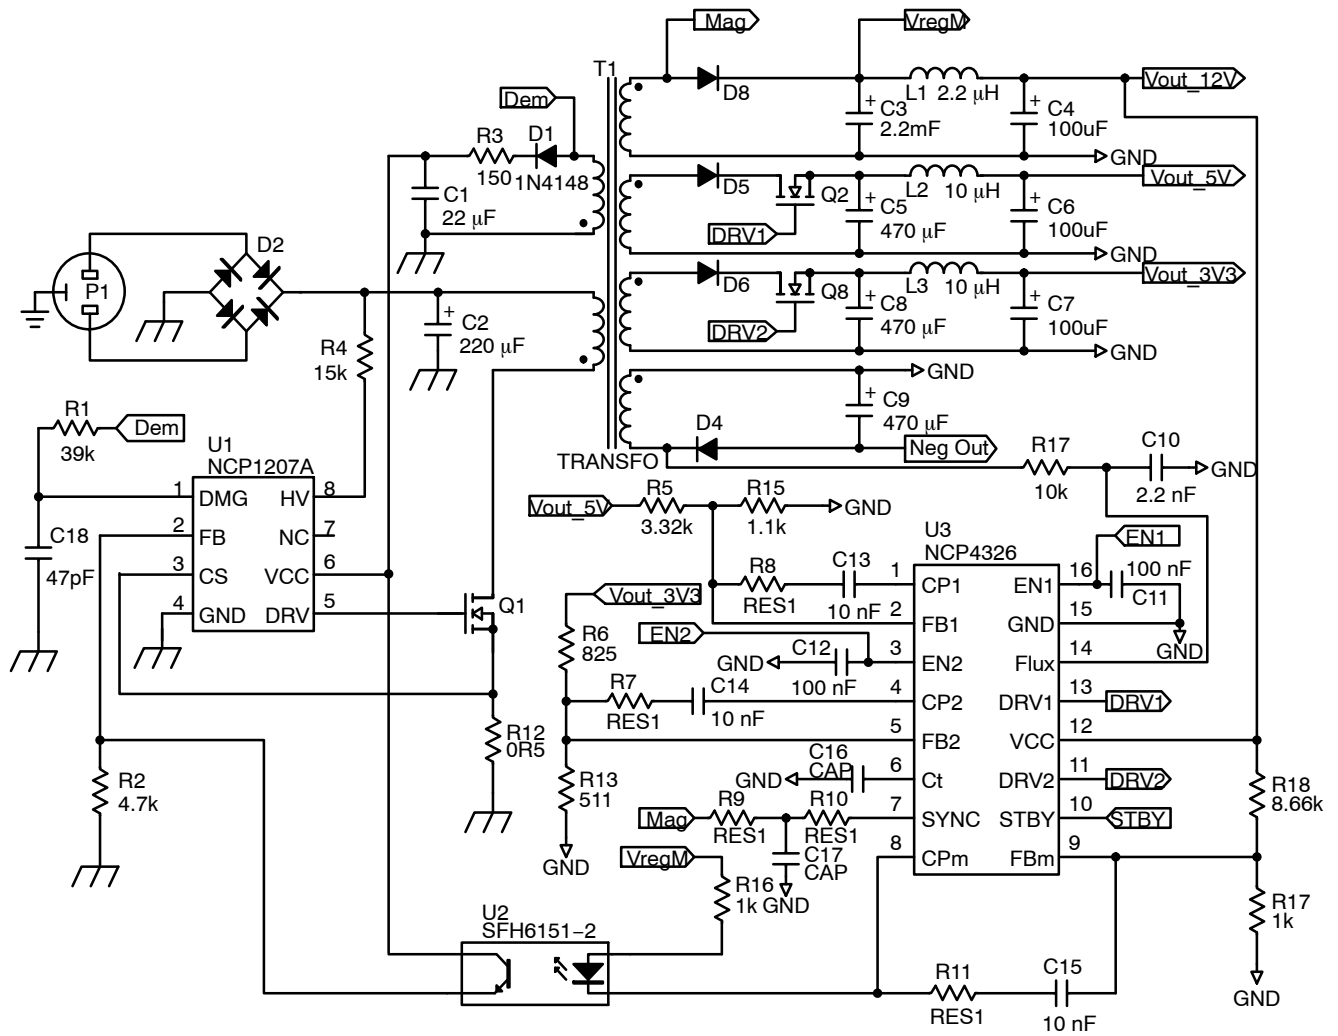 Mag
VregM
T1
D8
L1 2.2 μH
Vout_12V
+
C3
2.2mF
+
C4
100uF
GND
Dem
R3
150
D1
1N4148
C1
22 μF
D5
Q2
DRV1
L2 10 μH
Vout_5V
+
C5
470 μF
+
C6
100uF
GND
D2
P1
D6
Q8
DRV2
L3 10 μH
Vout_3V3
+
C8
470 μF
+
C7
100uF
GND
R4
15k
+
C2
220 μF
GND
+
C9
470 μF
D4
Neg Out
TRANSFO
R1
39k
Dem
C18
47pF
U1
NCP1207A
1 DMG HV 8
2 FB NC 7
3 CS VCC 6
4 GND DRV 5
Q1
R12
0R5
R2
4.7k
R17
10k
C10
2.2 nF
GND
Vout_5V
R5
3.32k
R15
1.1k
GND
R8
RES1
C13
10 nF
Vout_3V3
R6
825
EN2
GND
C12
100 nF
R7
RES1
C14
10 nF
R13
511
GND
GND
C16
CAP
Mag
R9
RES1
R10
RES1
C17
CAP
GND
VregM
R16
1k
U3
NCP4326
1 CP1 EN1 16
2 FB1 GND 15
3 EN2 Flux 14
4 CP2 DRV1 13
5 FB2 VCC 12
6 Ct DRV2 11
7 SYNC STBY 10
8 CPm FBm 9
EN1
100 nF
C11
GND
DRV1
DRV2
STBY
R18
8.66k
R17
1k
GND
U2
SFH6151−2
R11
RES1
C15
10 nF